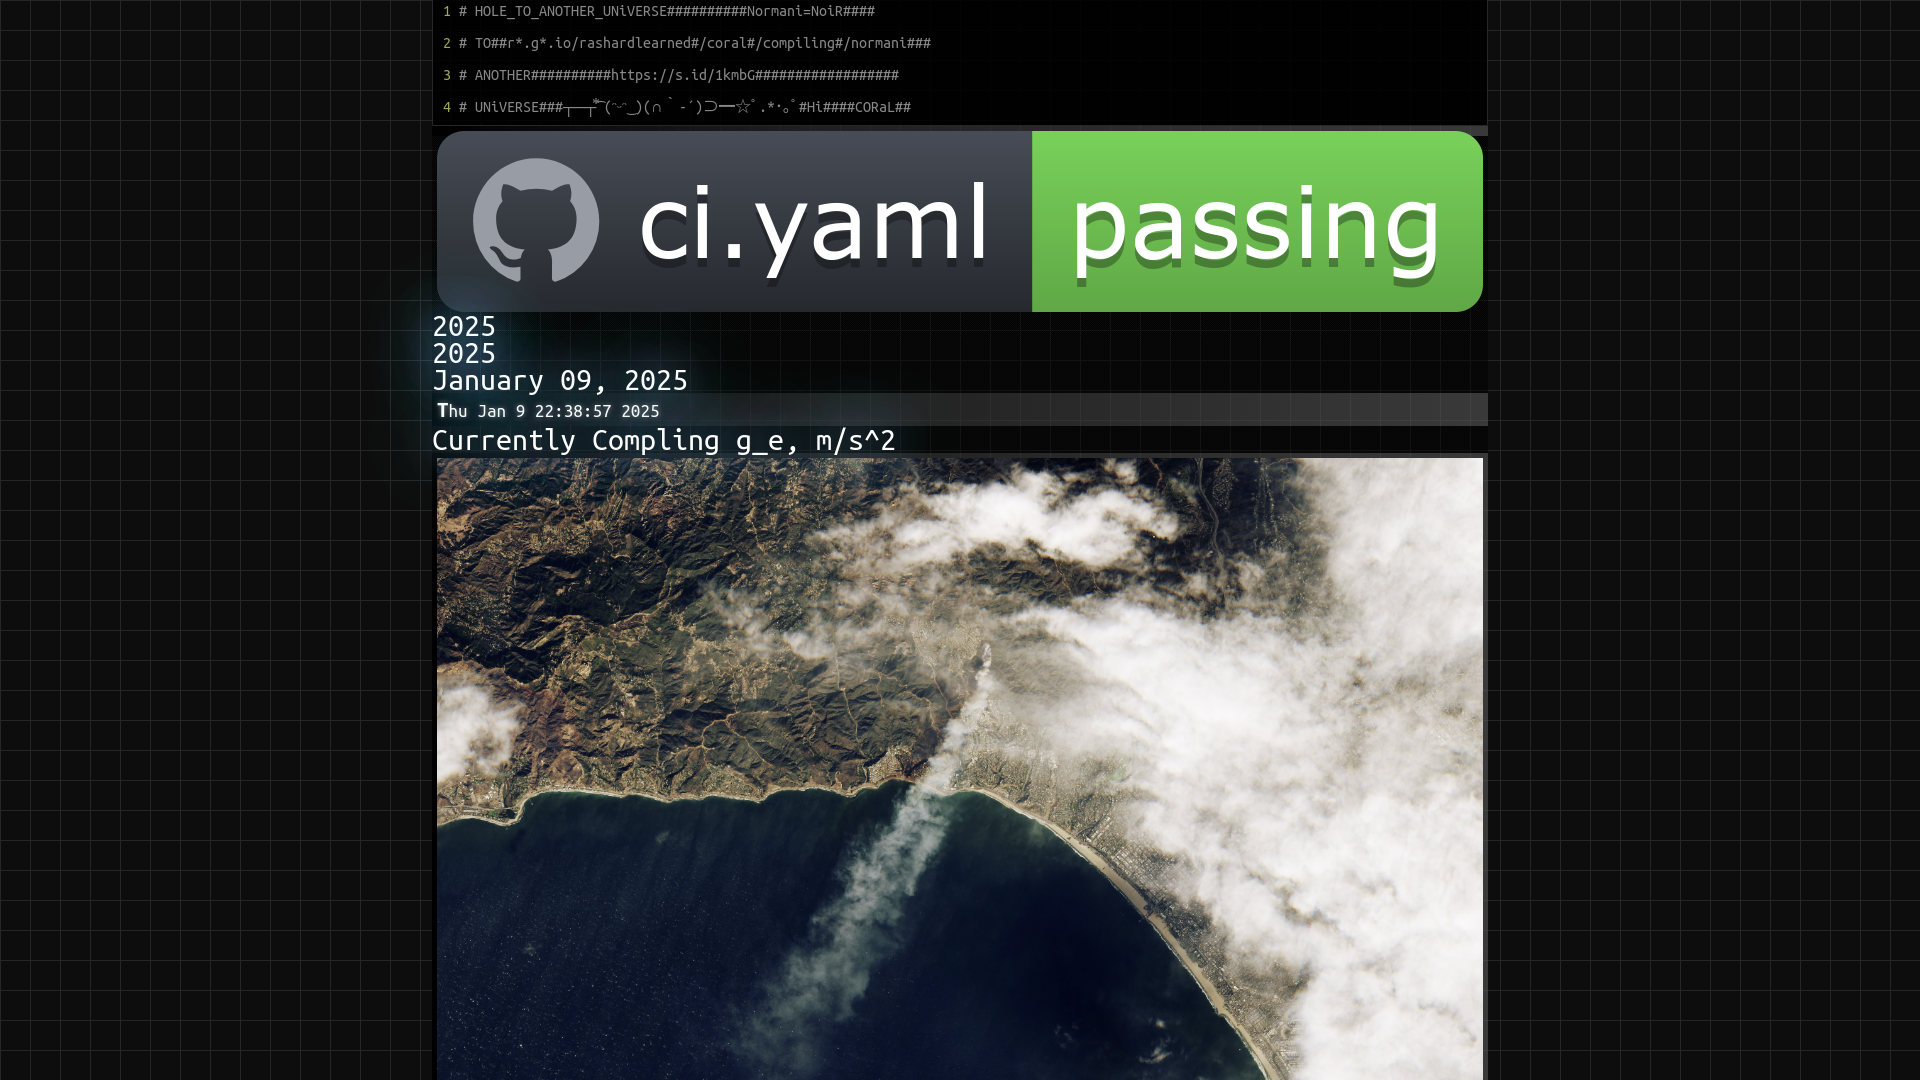 1 # HOLE_TO_ANOTHER_UNiVERSE##########Normani=NoiR####
2 # TO##r*.g*.io/rashardlearned#/coral#/compiling#/normani###
3 # ANOTHER##########https://s.id/1kmbG##################
4 # UNiVERSE###┬─┬ ͡(ᵔᵕᵔ‿)(∩｀-´)⊃━☆ﾟ.*･｡ﾟ#Hi####CORaL##
ci.yaml passing
2025
2025
January 09, 2025
Thu Jan 9 22:38:57 2025
Currently Compling g_e, m/s^2